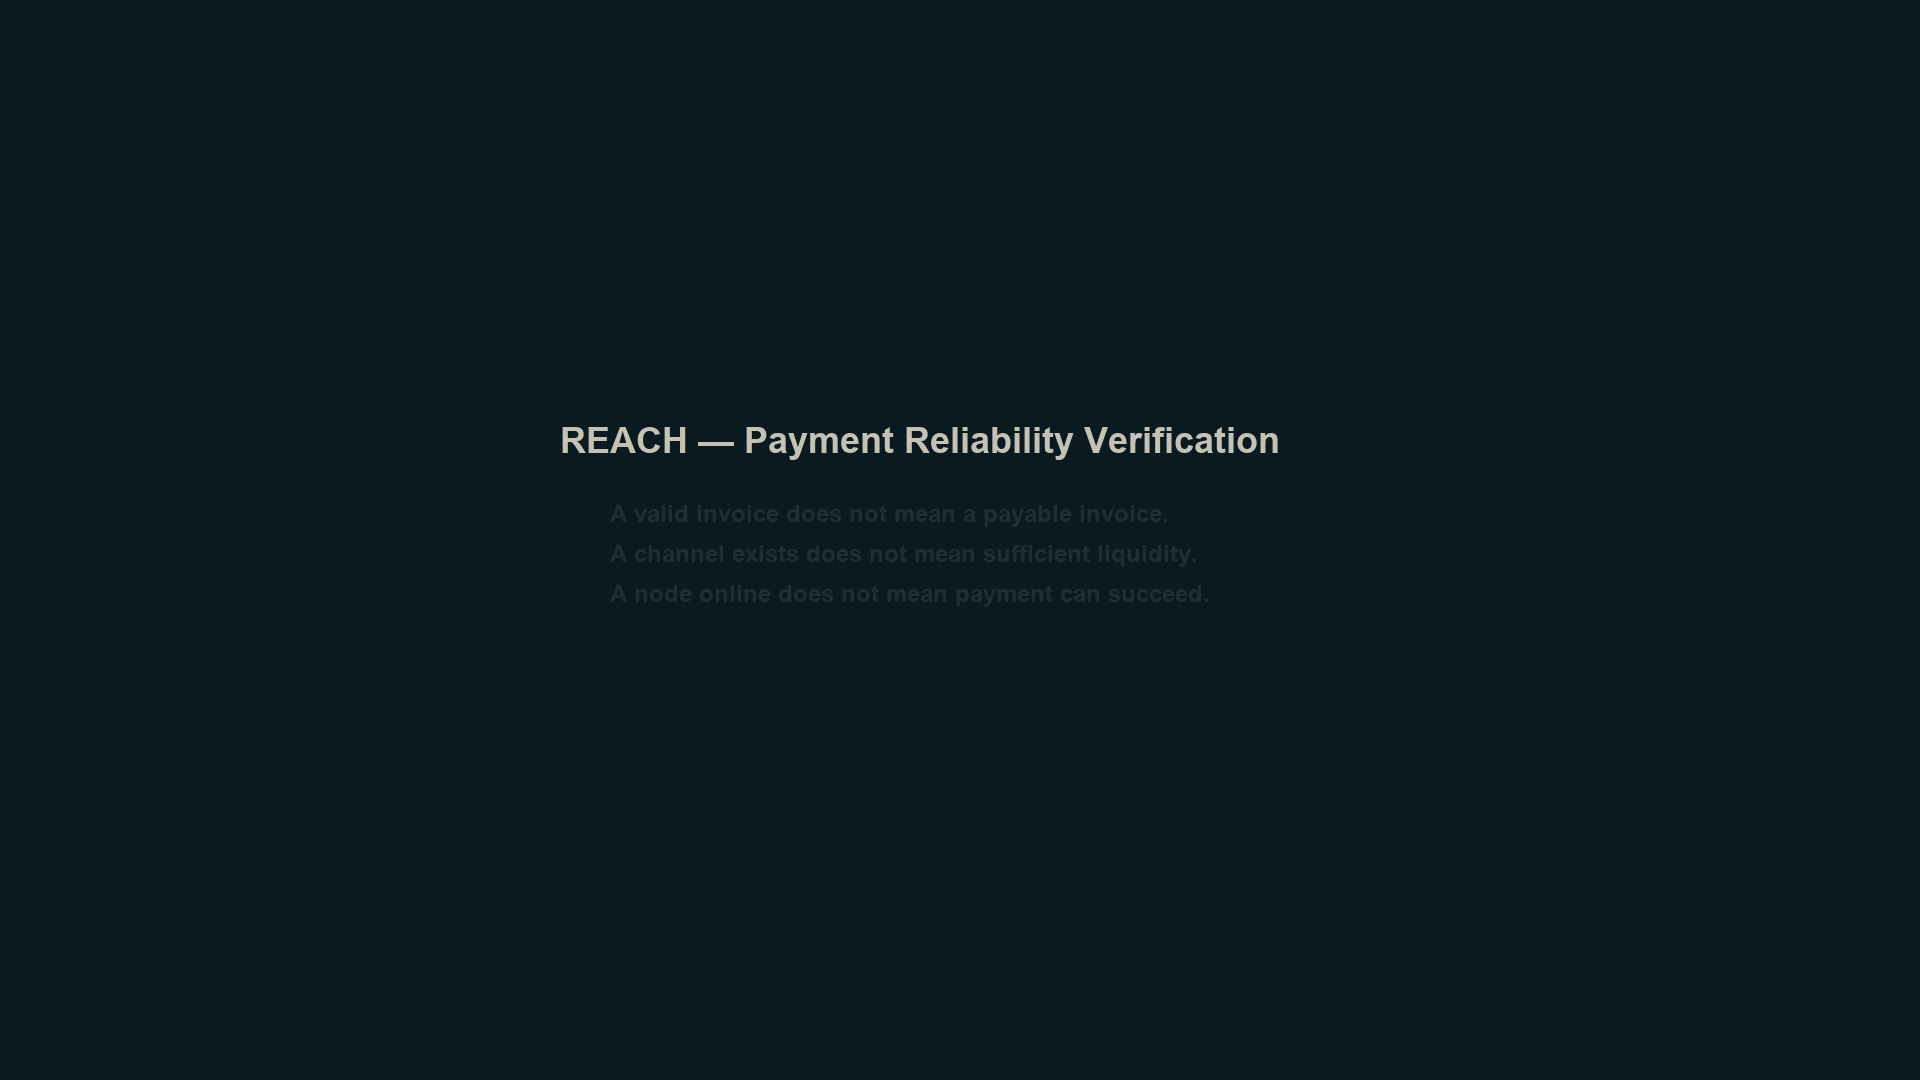 REACH — Payment Reliability Verification
A valid invoice does not mean a payable invoice.
A channel exists does not mean sufficient liquidity.
A node online does not mean payment can succeed.